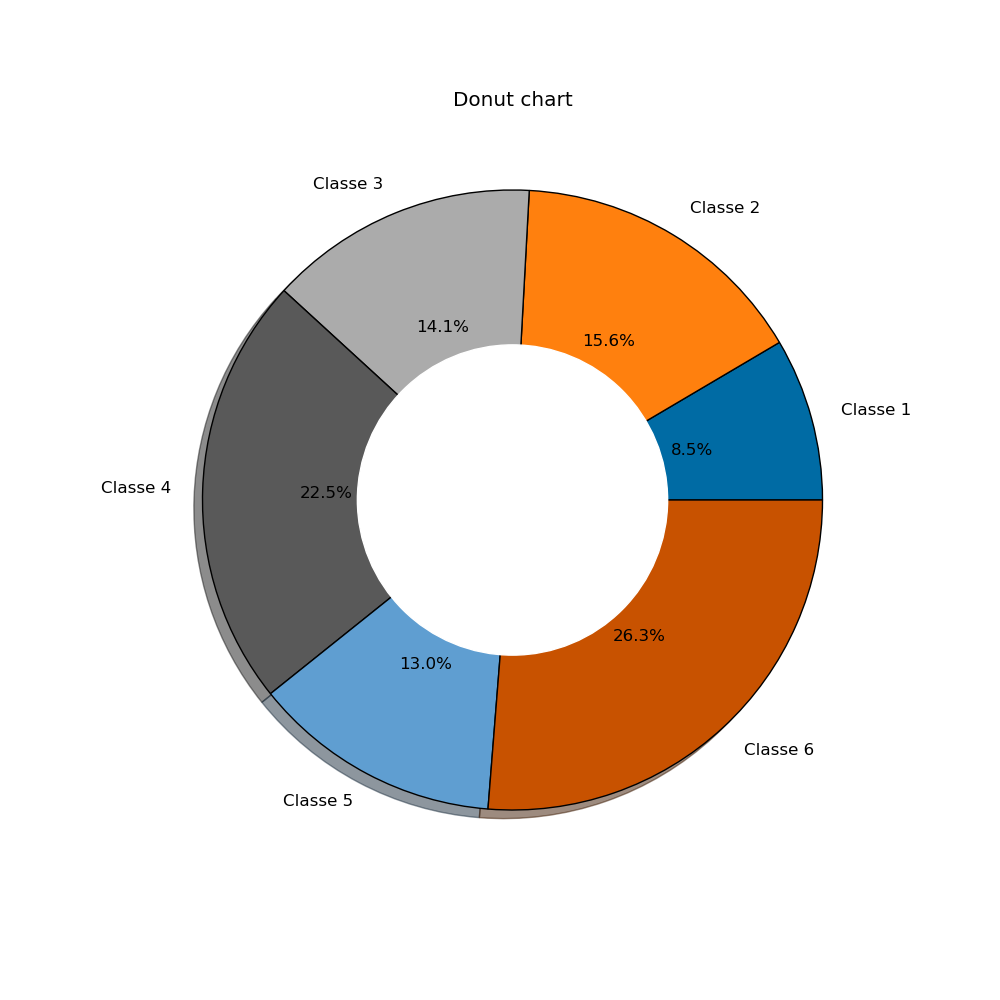 Donut chart
Classe 3
Classe 2
14.1%
15.6%
Classe 1
8.5%
Classe 4
22.5%
26.3%
13.0%
Classe 6
Classe 5